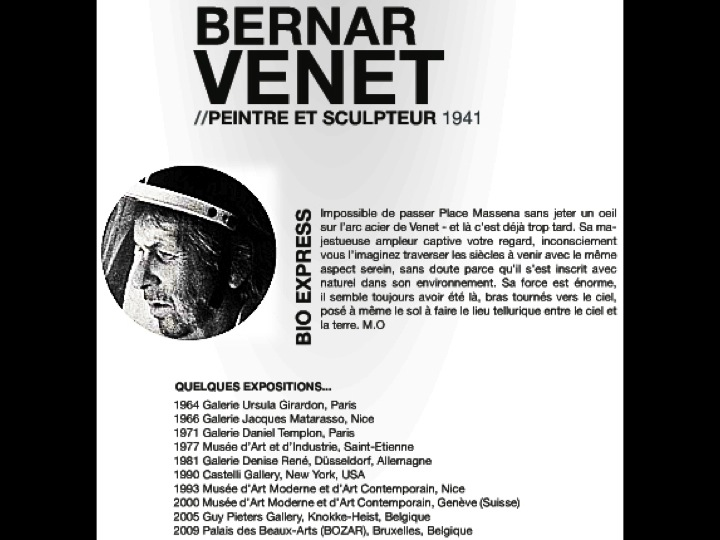 BERNAR
VENET
//PEINTRE ET SCULPTEUR 1941
BIO EXPRESS
Impossible de passer Place Massena sans jeter un oeil
sur l'arc acier de Venet - et là c'est déjà trop tard. Sa ma-
jestueuse ampleur captive votre regard, inconsciement
vous l'imaginez traverser les siècles à venir avec le même
aspect serein, sans doute parce qu'il s'est inscrit avec
naturel dans son environnement. Sa force est énorme,
il semble toujours avoir été là, bras tournés vers le ciel,
posé à même le sol à faire le lieu tellurique entre le ciel et
la terre. M.O
QUELQUES EXPOSITIONS...
1964 Galerie Ursula Girardon, Paris
1966 Galerie Jacques Matarasso, Nice
1971 Galerie Daniel Templon, Paris
1977 Musée d'Art et d'Industrie, Saint-Etienne
1981 Galerie Denise René, Düsseldorf, Allemagne
1990 Castelli Gallery, New York, USA
1993 Musée d'Art Moderne et d'Art Contemporain, Nice
2000 Musée d'Art Moderne et d'Art Contemporain, Genève (Suisse)
2005 Guy Pieters Gallery, Knokke-Heist, Belgique
2009 Palais des Beaux-Arts (BOZAR), Bruxelles, Belgique